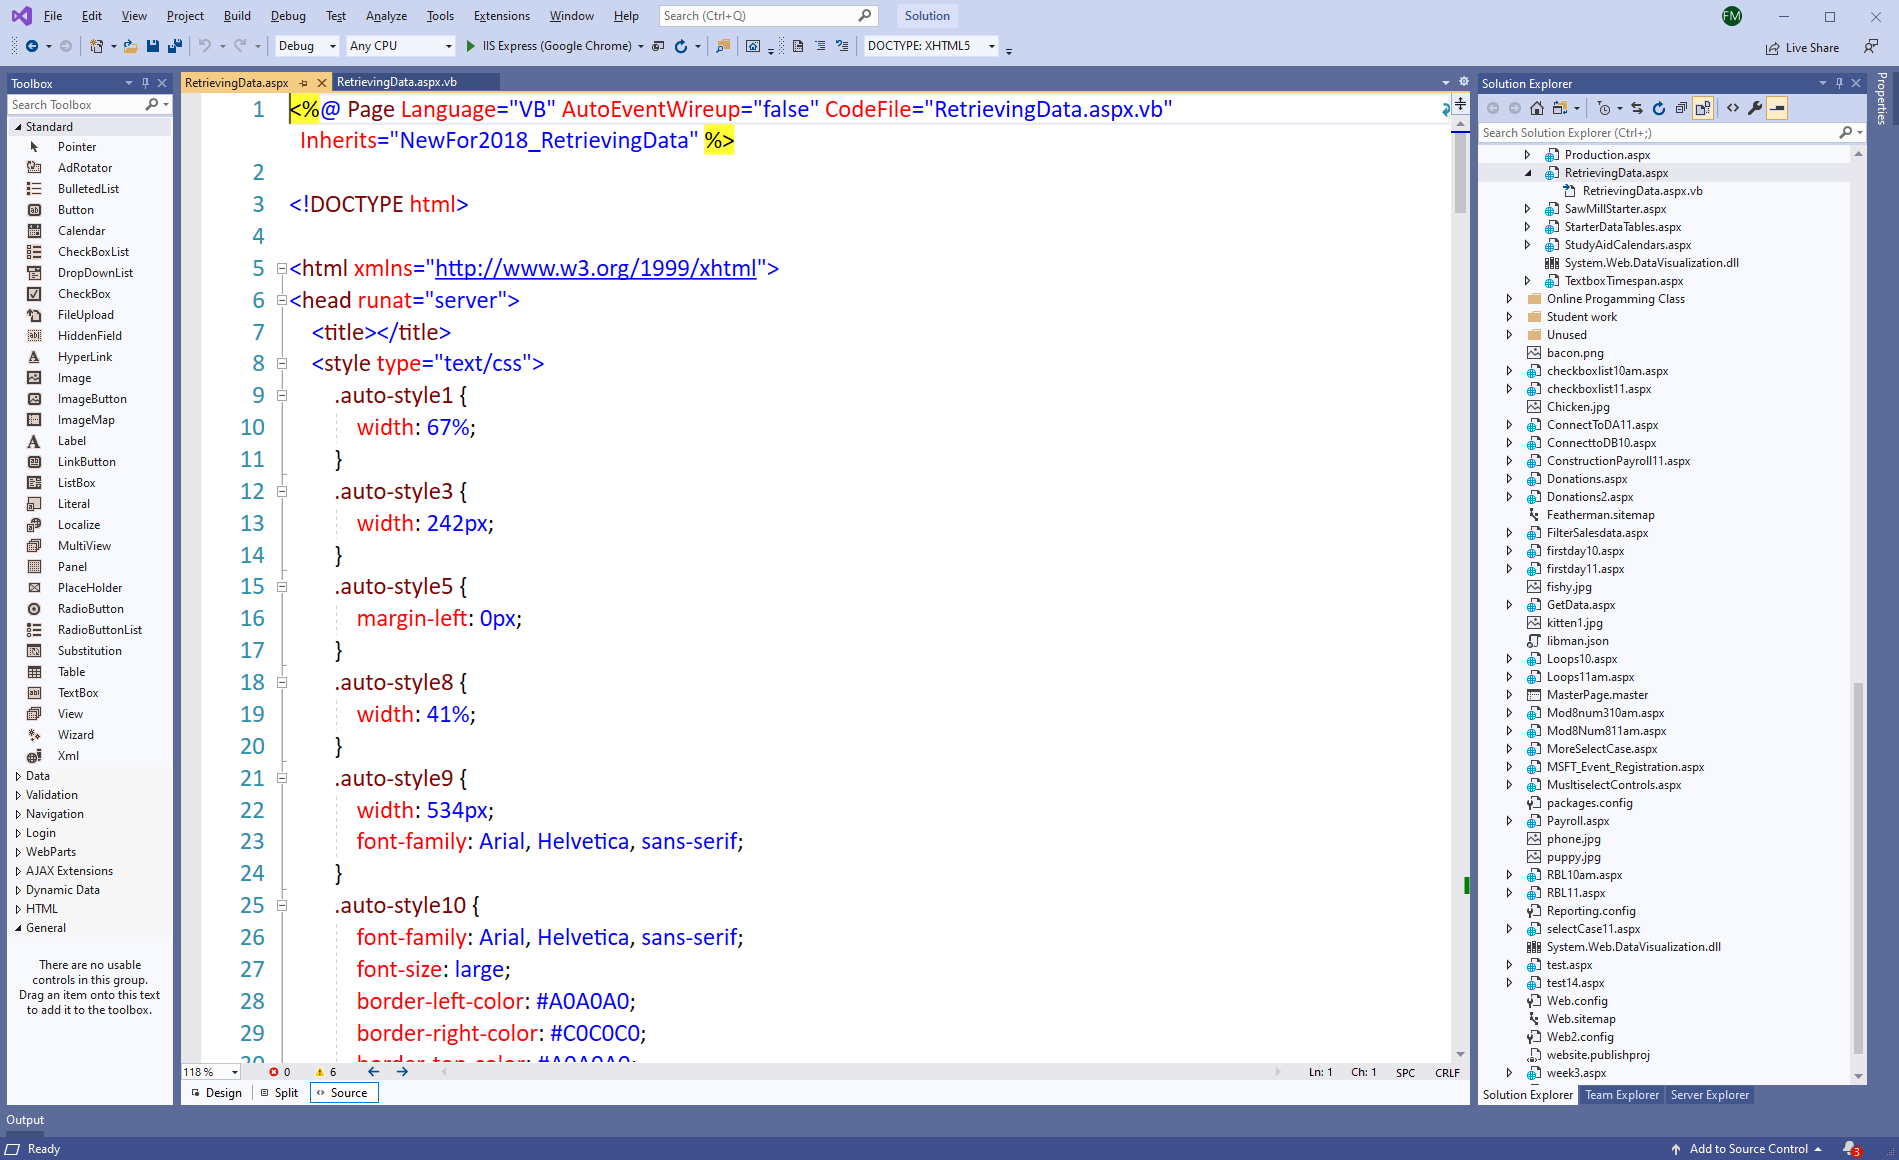 File Edit View Project Build Debug Test Analyze Tools Extensions Window Help Search (Ctrl+Q) Solution FM
Debug Any CPU IIS Express (Google Chrome) DOCTYPE: XHTML5 Live Share
Toolbox
Search Toolbox
Standard
Pointer
AdRotator
BulletedList
Button
Calendar
CheckBoxList
DropDownList
CheckBox
FileUpload
HiddenField
HyperLink
Image
ImageButton
ImageMap
Label
LinkButton
ListBox
Literal
Localize
MultiView
Panel
PlaceHolder
RadioButton
RadioButtonList
Substitution
Table
TextBox
View
Wizard
Xml
Data
Validation
Navigation
Login
WebParts
AJAX Extensions
Dynamic Data
HTML
General
There are no usable
controls in this group.
Drag an item onto this text
to add it to the toolbox.
RetrievingData.aspx RetrievingData.aspx.vb
1 <%@ Page Language="VB" AutoEventWireup="false" CodeFile="RetrievingData.aspx.vb"
Inherits="NewFor2018_RetrievingData" %>
2
3 <!DOCTYPE html>
4
5 <html xmlns="http://www.w3.org/1999/xhtml">
6 <head runat="server">
7 <title></title>
8 <style type="text/css">
9 .auto-style1 {
10 width: 67%;
11 }
12 .auto-style3 {
13 width: 242px;
14 }
15 .auto-style5 {
16 margin-left: 0px;
17 }
18 .auto-style8 {
19 width: 41%;
20 }
21 .auto-style9 {
22 width: 534px;
23 font-family: Arial, Helvetica, sans-serif;
24 }
25 .auto-style10 {
26 font-family: Arial, Helvetica, sans-serif;
27 font-size: large;
28 border-left-color: #A0A0A0;
29 border-right-color: #C0C0C0;
30 border-top-color: #A0A0A0;
118 % 0 6 Ln: 1 Ch: 1 SPC CRLF
Design Split Source
Solution Explorer
Search Solution Explorer (Ctrl+;)
Production.aspx
RetrievingData.aspx
RetrievingData.aspx.vb
SawMillStarter.aspx
StarterDataTables.aspx
StudyAidCalendars.aspx
System.Web.DataVisualization.dll
TextboxTimespan.aspx
Online Progamming Class
Student work
Unused
bacon.png
checkboxlist10am.aspx
checkboxlist11.aspx
Chicken.jpg
ConnectToDA11.aspx
ConnecttoDB10.aspx
ConstructionPayroll11.aspx
Donations.aspx
Donations2.aspx
Featherman.sitemap
FilterSalesdata.aspx
firstday10.aspx
firstday11.aspx
fishy.jpg
GetData.aspx
kitten1.jpg
libman.json
Loops10.aspx
Loops11am.aspx
MasterPage.master
Mod8num310am.aspx
Mod8Num811am.aspx
MoreSelectCase.aspx
MSFT_Event_Registration.aspx
MusltiselectControls.aspx
packages.config
Payroll.aspx
phone.jpg
puppy.jpg
RBL10am.aspx
RBL11.aspx
Reporting.config
selectCase11.aspx
System.Web.DataVisualization.dll
test.aspx
test14.aspx
Web.config
Web.sitemap
Web2.config
website.publishproj
week3.aspx
Solution Explorer Team Explorer Server Explorer
Properties
Output
Ready Add to Source Control 3